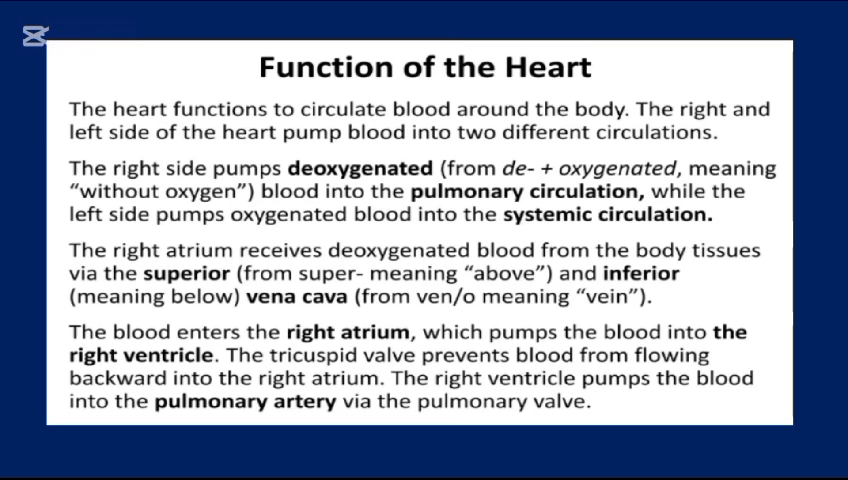 Function of the Heart
The heart functions to circulate blood around the body. The right and
left side of the heart pump blood into two different circulations.
The right side pumps deoxygenated (from de- + oxygenated, meaning
“without oxygen”) blood into the pulmonary circulation, while the
left side pumps oxygenated blood into the systemic circulation.
The right atrium receives deoxygenated blood from the body tissues
via the superior (from super- meaning “above”) and inferior
(meaning below) vena cava (from ven/o meaning “vein”).
The blood enters the right atrium, which pumps the blood into the
right ventricle. The tricuspid valve prevents blood from flowing
backward into the right atrium. The right ventricle pumps the blood
into the pulmonary artery via the pulmonary valve.